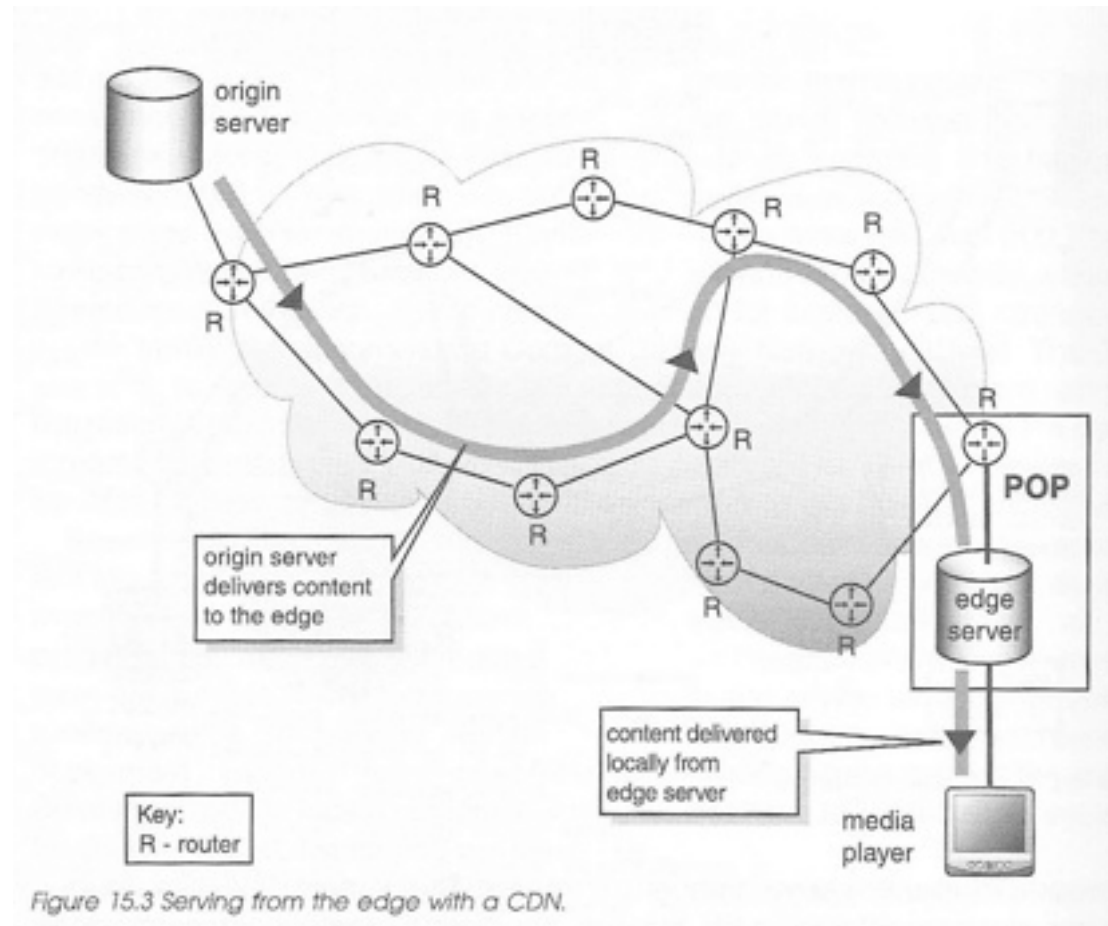 origin
server
R
R
R
R
R
R
R
R
R
R
R
R
POP
origin server
delivers content
to the edge
edge
server
content delivered
locally from
edge server
media
player
Key:
R - router
Figure 15.3 Serving from the edge with a CDN.